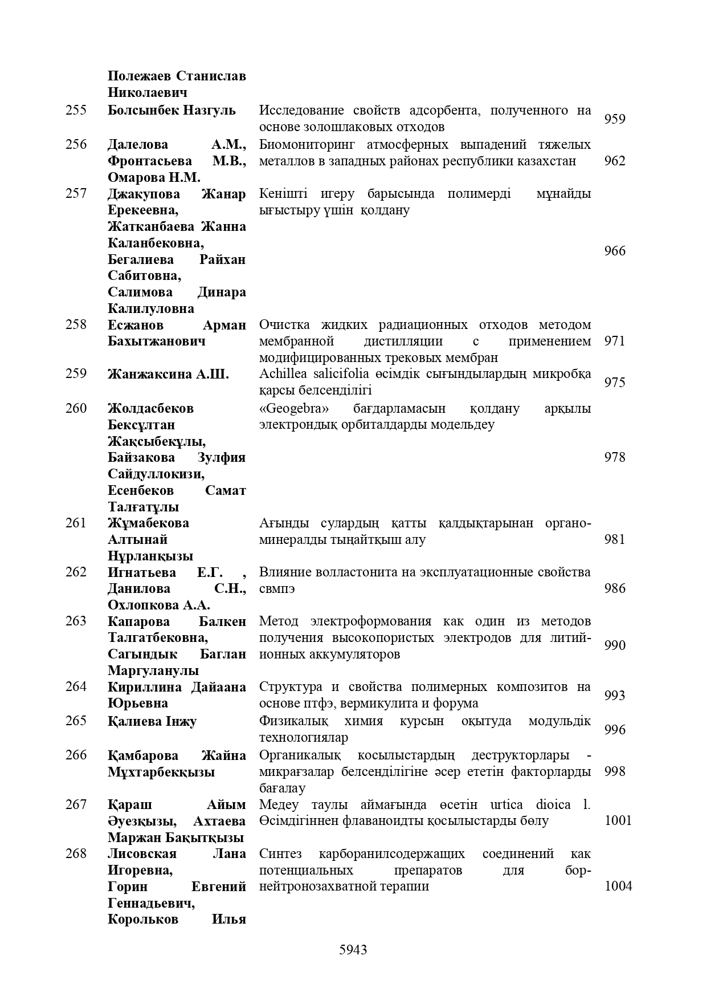 Полежаев Станислав
Николаевич
255 Болсынбек Назгуль Исследование свойств адсорбента, полученного на
основе золошлаковых отходов 959
256 Далелова А.М., Биомониторинг атмосферных выпадений тяжелых
Фронтасьева М.В., металлов в западных районах республики казахстан 962
Омарова Н.М.
257 Джакупова Жанар Кенішті игеру барысында полимерді мұнайды
Ерекеевна, ығыстыру үшін қолдану
Жатканбаева Жанна
Каланбековна,
966
Бегалиева Райхан
Сабитовна,
Салимова Динара
Калилуловна
258 Есжанов Арман Очистка жидких радиационных отходов методом
Бахытжанович мембранной дистилляции с применением 971
модифицированных трековых мембран
259 Жанжаксина А.Ш. Achillea salicifolia өсімдік сығындылардың микробқа
қарсы белсенділігі 975
260 Жолдасбеков «Geogebra» бағдарламасын қолдану арқылы
Бексұлтан электрондық орбиталдарды модельдеу
Жақсыбекұлы,
Байзакова Зулфия 978
Сайдуллокизи,
Есенбеков Самат
Талғатұлы
261 Жұмабекова Ағынды сулардың қатты қалдықтарынан органо-
Алтынай минералды тыңайтқыш алу 981
Нұрланқызы
262 Игнатьева Е.Г. , Влияние волластонита на эксплуатационные свойства
Данилова С.Н., свмпэ 986
Охлопкова А.А.
263 Капарова Балкен Метод электроформования как один из методов
Талгатбековна, получения высокопористых электродов для литий-
990
Сагындык Баглан ионных аккумуляторов
Маргуланулы
264 Кириллина Дайаана Структура и свойства полимерных композитов на
Юрьевна основе птфэ, вермикулита и форума 993
265 Қалиева Інжу Физикалық химия курсын оқытуда модульдік
технологиялар 996
266 Қамбарова Жайна Органикалық косылыстардың деструкторлары -
Мұхтарбекқызы микрағзалар белсенділігіне әсер ететін факторларды 998
бағалау
267 Қараш Айым Медеу таулы аймағында өсетін urtica dioica l.
Әуезқызы, Ахтаева Өсімдігіннен флаваноидты қосылыстарды бөлу 1001
Маржан Бақытқызы
268 Лисовская Лана Синтез карборанилсодержащих соединений как
Игоревна, потенциальных препаратов для бор-
Горин Евгений нейтронозахватной терапии 1004
Геннадьевич,
Корольков Илья
5943